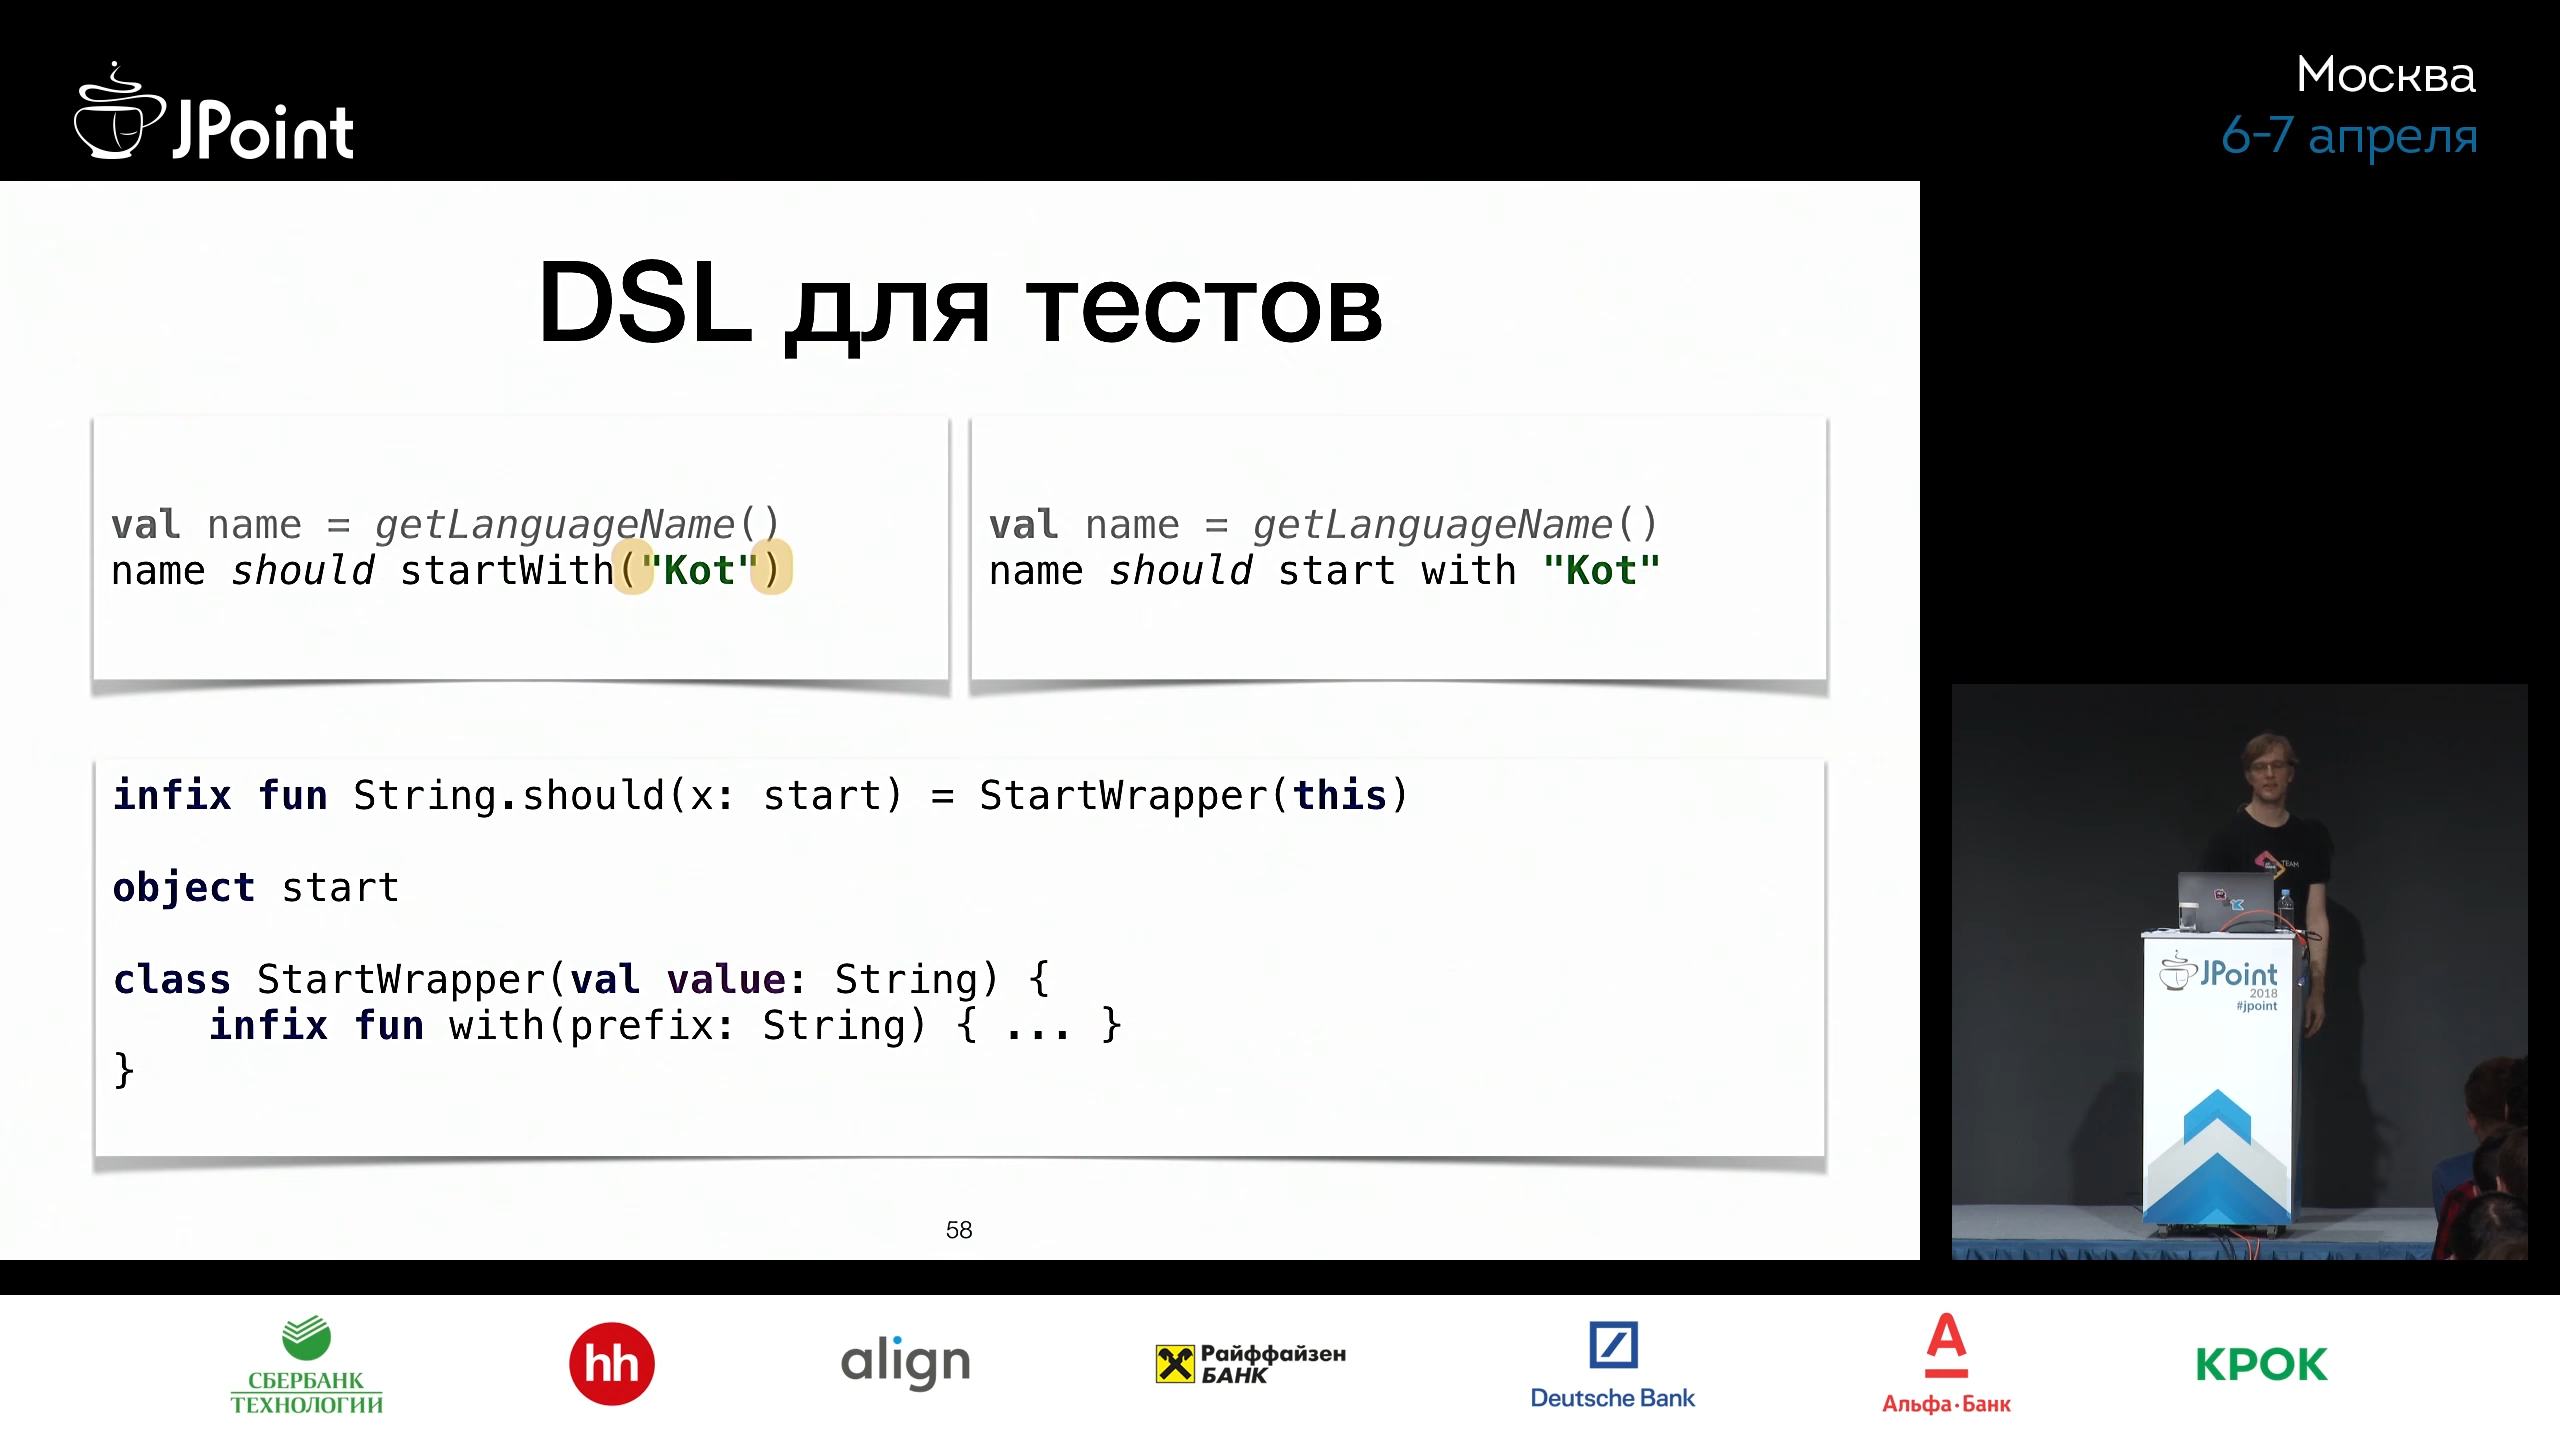 JPoint
Москва
6-7 апреля
DSL для тестов
val name = getLanguageName()
name should startWith("Kot")
val name = getLanguageName()
name should start with "Kot"
infix fun String.should(x: start) = StartWrapper(this)
object start
class StartWrapper(val value: String) {
    infix fun with(prefix: String) { ... }
}
58
TEAM
JPoint
2018
#jpoint
СБЕРБАНК
ТЕХНОЛОГИИ
hh
align
Райффайзен
БАНК
Deutsche Bank
А
Альфа·Банк
КРОК